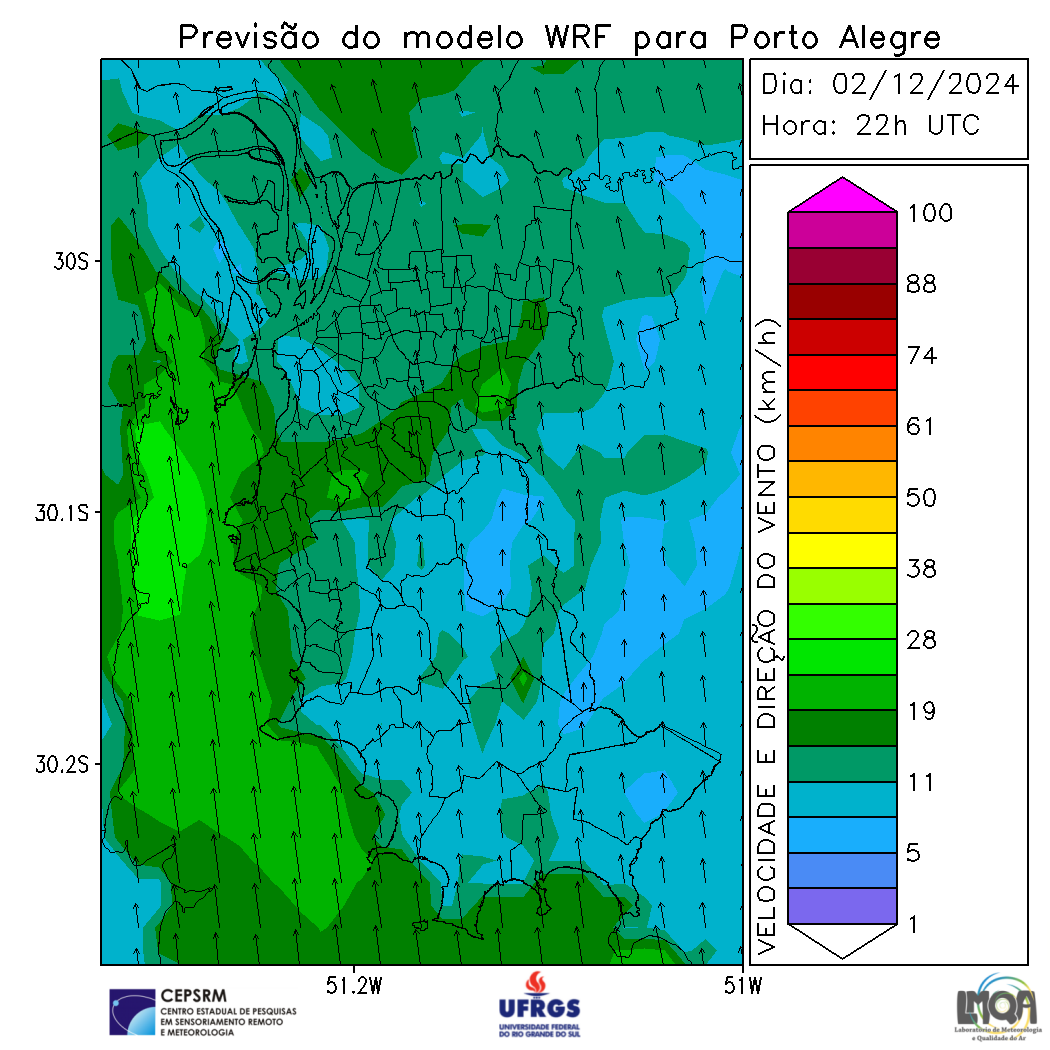 Previsão do modelo WRF para Porto Alegre
Dia: 02/12/2024
Hora: 22h UTC
30S
30.1S
30.2S
51.2W
51W
VELOCIDADE E DIREÇÃO DO VENTO (km/h)
100
88
74
61
50
38
28
19
11
5
1
CEPSRM
CENTRO ESTADUAL DE PESQUISAS
EM SENSORIAMENTO REMOTO
E METEOROLOGIA
UFRGS
UNIVERSIDADE FEDERAL
DO RIO GRANDE DO SUL
LMQA
Laboratório de Meteorologia
e Qualidade do Ar